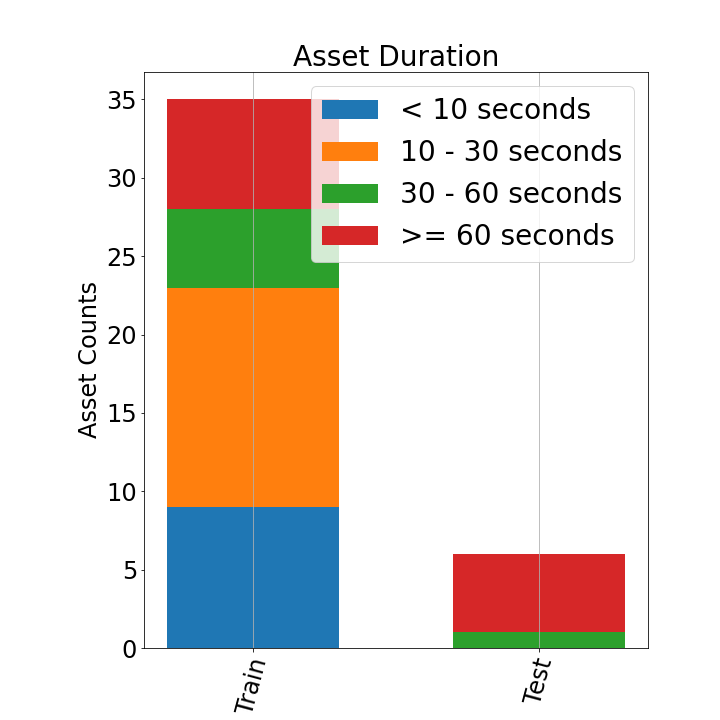 Asset Duration
< 10 seconds
10 - 30 seconds
30 - 60 seconds
>= 60 seconds
Asset Counts
35
30
25
20
15
10
5
0
Train
Test